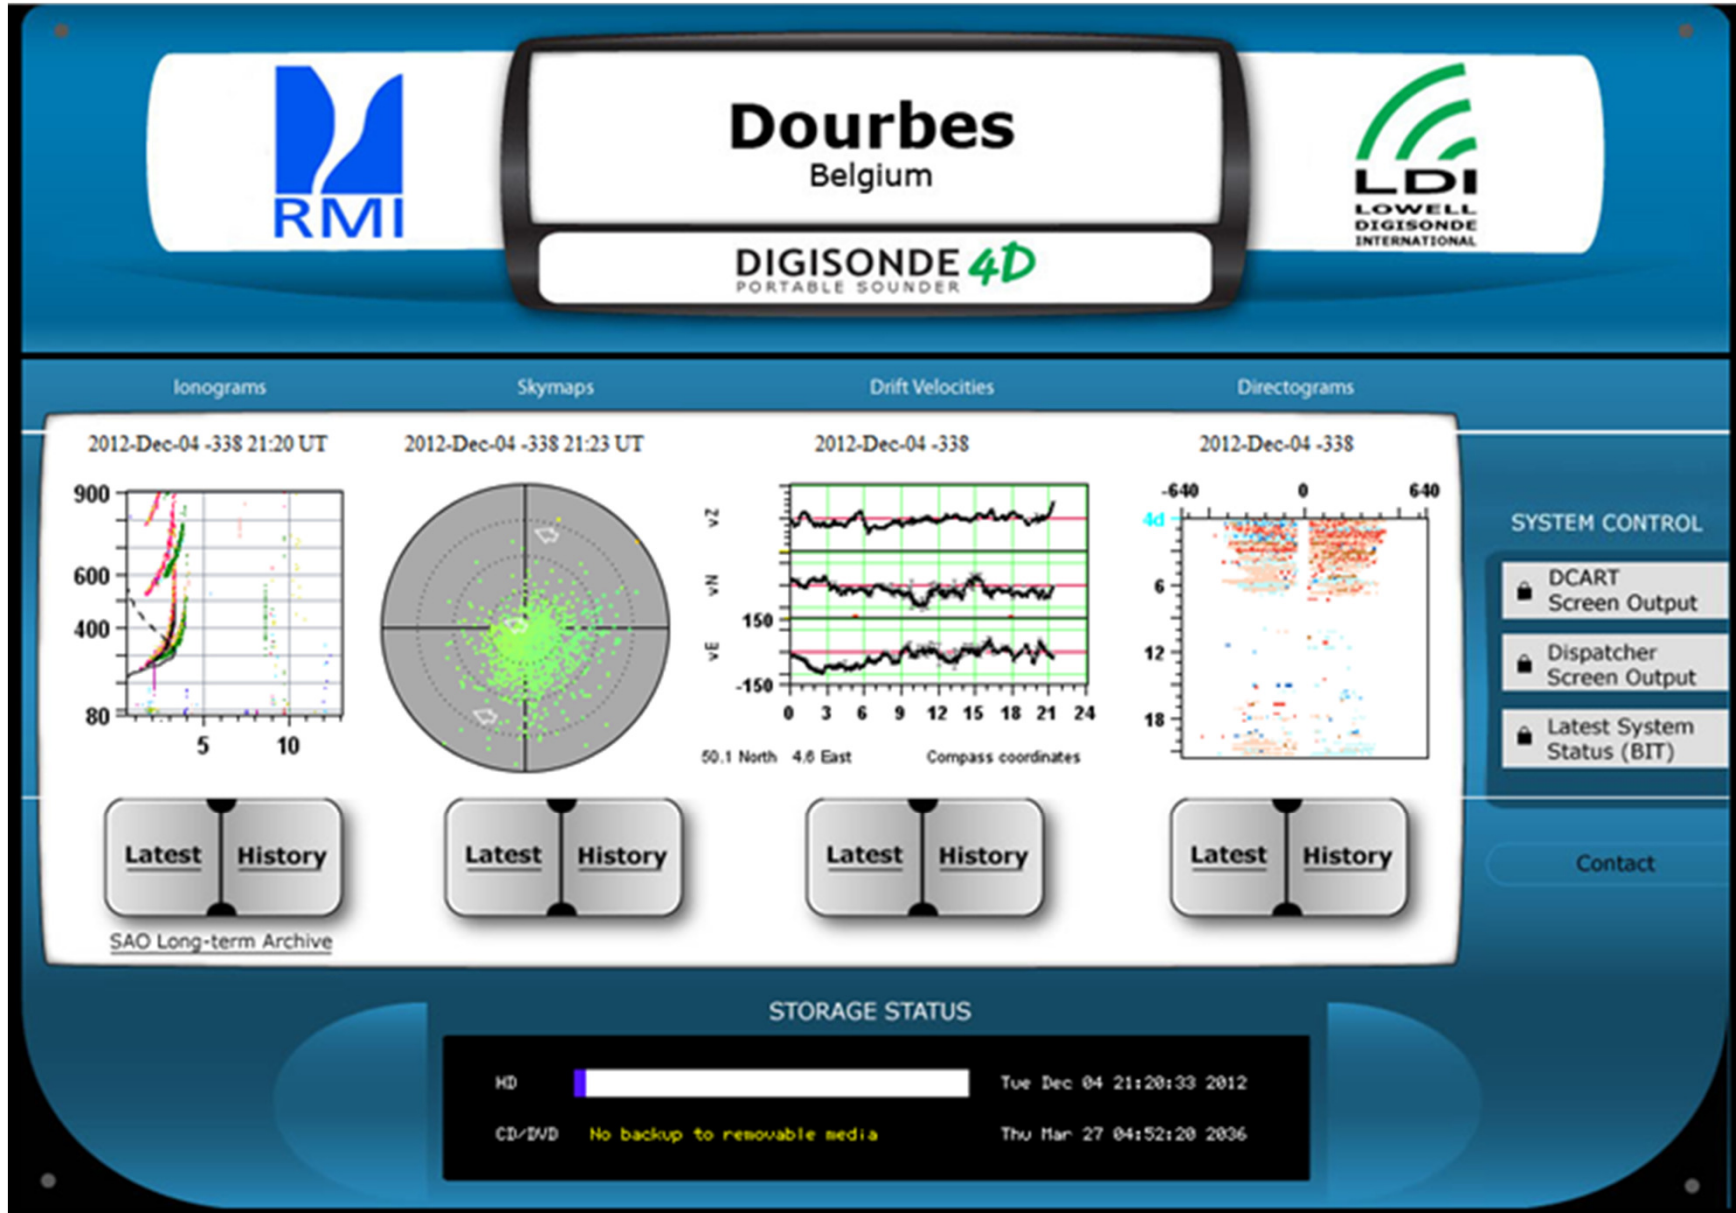 RMI
Dourbes
Belgium
DIGISONDE 4D
PORTABLE SOUNDER
LDI
LOWELL
DIGISONDE
INTERNATIONAL
Ionograms
Skymaps
Drift Velocities
Directograms
2012-Dec-04 -338 21:20 UT
2012-Dec-04 -338 21:23 UT
2012-Dec-04 -338
2012-Dec-04 -338
900
600
400
80
5 10
vZ
vN
vE
150
-150
0 3 6 9 12 15 18 21 24
50.1 North 4.6 East Compass coordinates
-640 0 640
4d
6
12
18
SYSTEM CONTROL
DCART
Screen Output
Dispatcher
Screen Output
Latest System
Status (BIT)
Contact
Latest History
Latest History
Latest History
Latest History
SAO Long-term Archive
STORAGE STATUS
HD Tue Dec 04 21:20:33 2012
CD/DVD No backup to removable media Thu Mar 27 04:52:20 2036